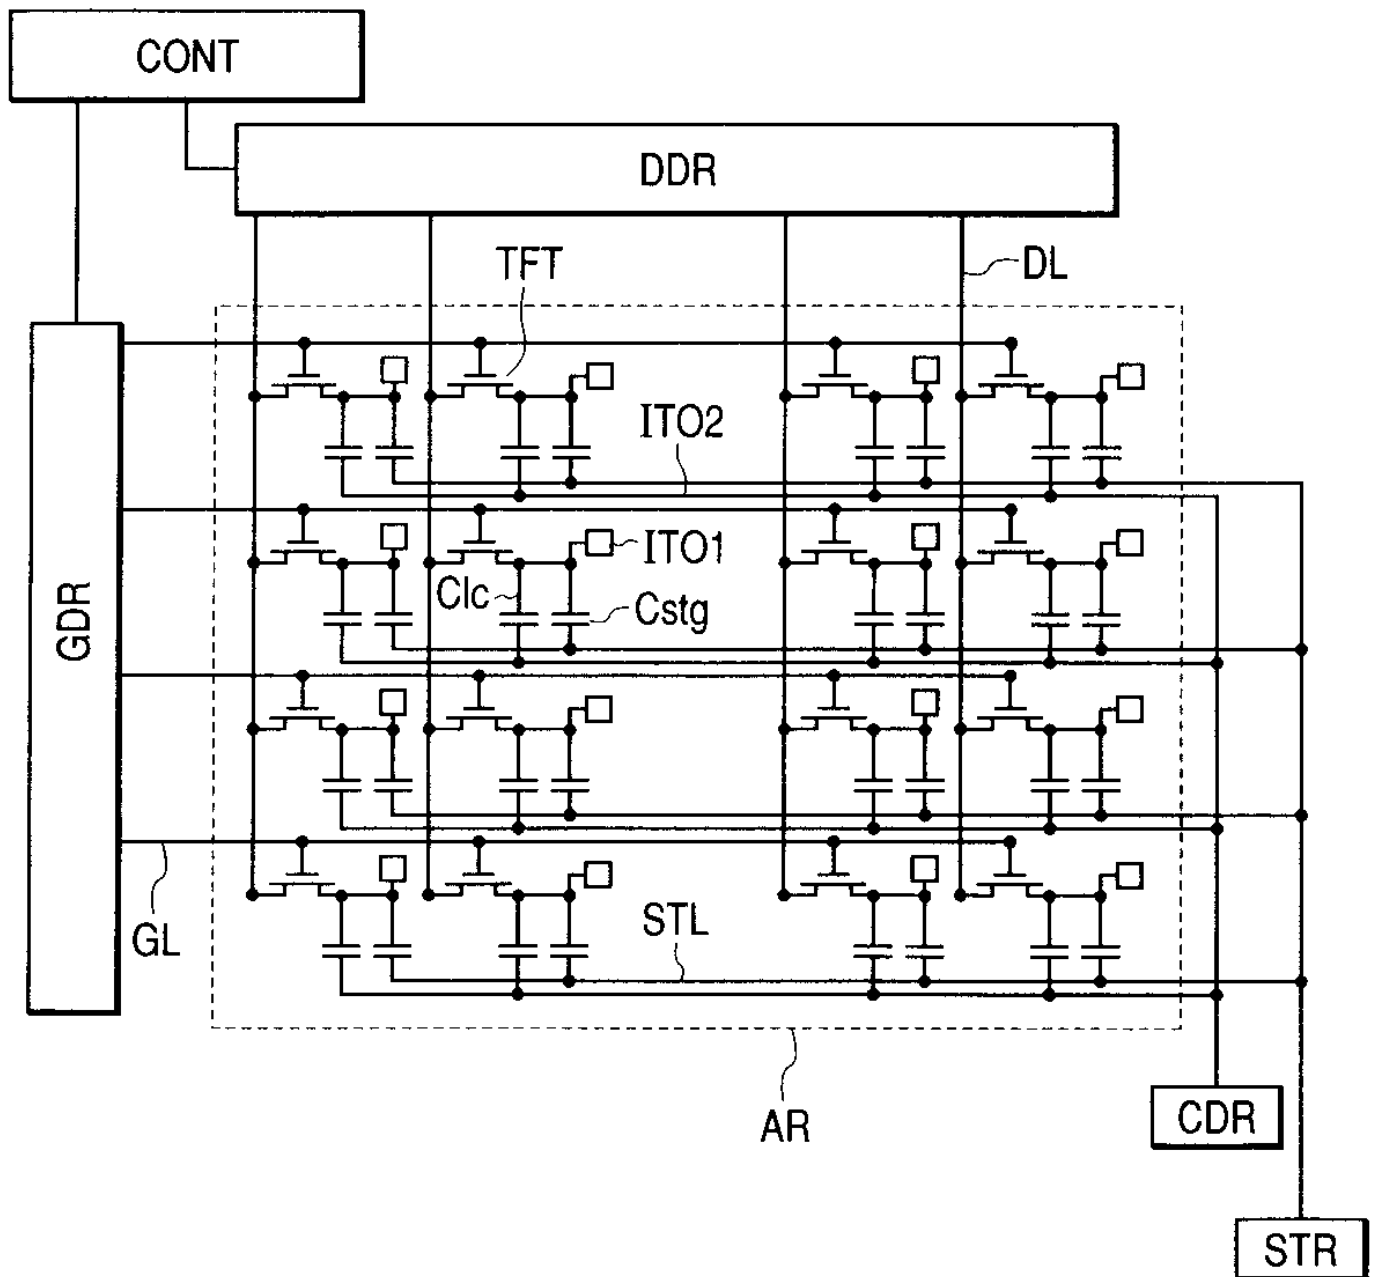 CONT
DDR
TFT
DL
ITO2
ITO1
Clc
Cstg
GDR
GL
STL
AR
CDR
STR